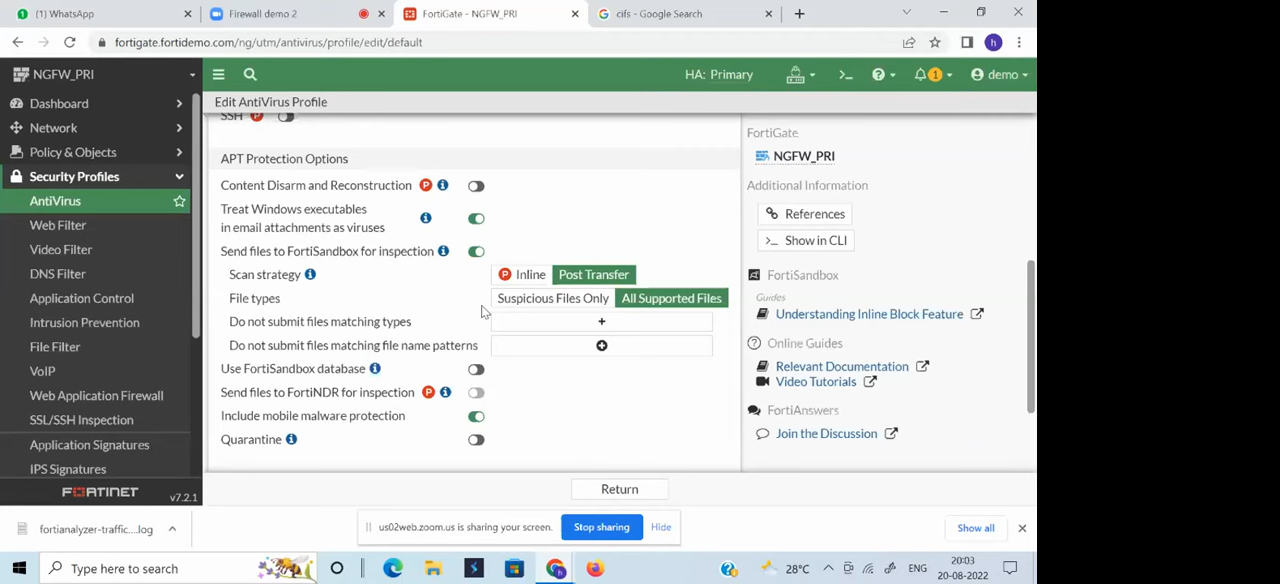 (1) WhatsApp
Firewall demo 2
FortiGate - NGFW_PRI
cifs - Google Search
fortigate.fortidemo.com/ng/utm/antivirus/profile/edit/default
h
NGFW_PRI
HA: Primary
1
demo
Edit AntiVirus Profile
Dashboard
Network
Policy & Objects
Security Profiles
AntiVirus
Web Filter
Video Filter
DNS Filter
Application Control
Intrusion Prevention
File Filter
VoIP
Web Application Firewall
SSL/SSH Inspection
Application Signatures
IPS Signatures
FORTINET
v7.2.1
SSH P
APT Protection Options
Content Disarm and Reconstruction P
Treat Windows executables
in email attachments as viruses
Send files to FortiSandbox for inspection
Scan strategy P Inline Post Transfer
File types Suspicious Files Only All Supported Files
Do not submit files matching types +
Do not submit files matching file name patterns
Use FortiSandbox database
Send files to FortiNDR for inspection P
Include mobile malware protection
Quarantine
Return
FortiGate
NGFW_PRI
Additional Information
References
>_ Show in CLI
FortiSandbox
Guides
Understanding Inline Block Feature
Online Guides
Relevant Documentation
Video Tutorials
FortiAnswers
Join the Discussion
fortianalyzer-traffic....log
us02web.zoom.us is sharing your screen.
Stop sharing
Hide
Show all
Type here to search
28°C
ENG
20:03
20-08-2022